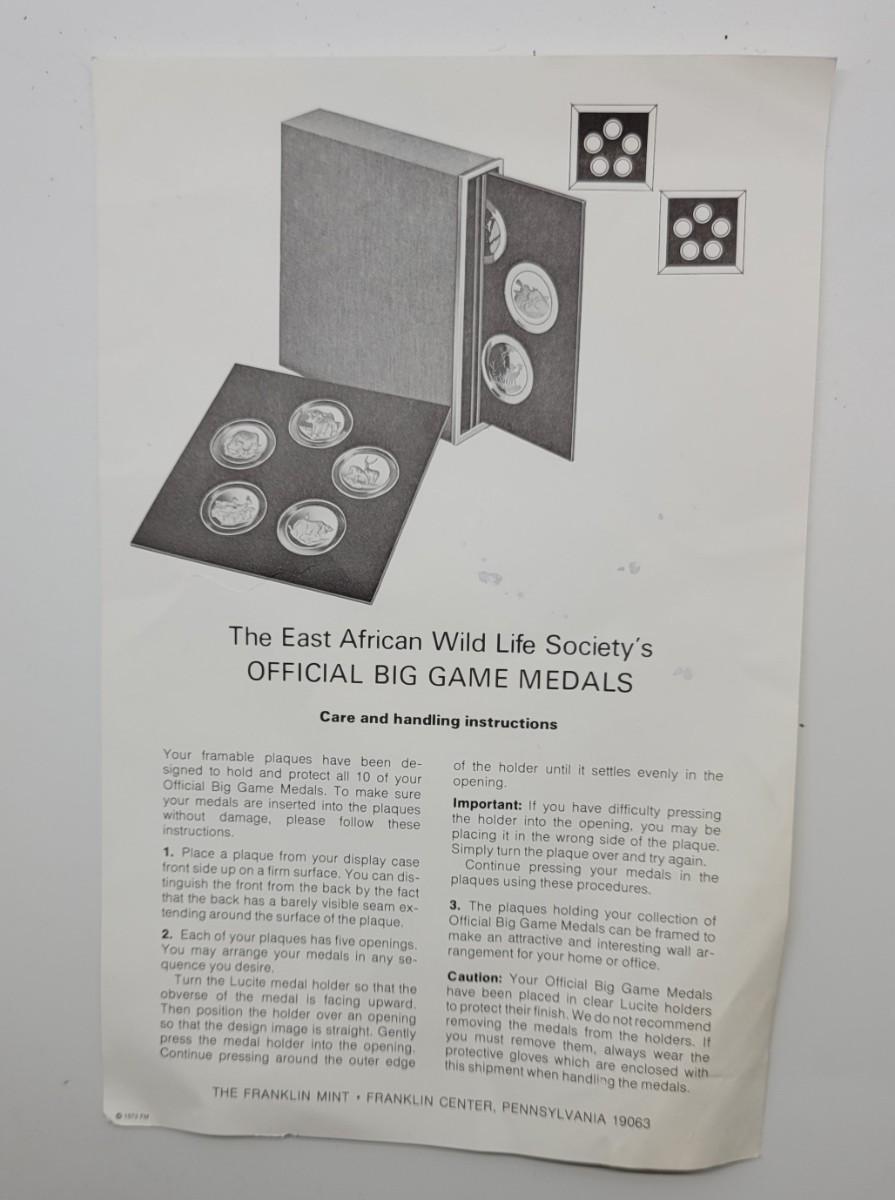 The East African Wild Life Society's
OFFICIAL BIG GAME MEDALS
Care and handling instructions
Your framable plaques have been de-
signed to hold and protect all 10 of your
Official Big Game Medals. To make sure
your medals are inserted into the plaques
without damage, please follow these
instructions.
1. Place a plaque from your display case
front side up on a firm surface. You can dis-
tinguish the front from the back by the fact
that the back has a barely visible seam ex-
tending around the surface of the plaque.
2. Each of your plaques has five openings.
You may arrange your medals in any se-
quence you desire.
Turn the Lucite medal holder so that the
obverse of the medal is facing upward.
Then position the holder over an opening
so that the design image is straight. Gently
press the medal holder into the opening.
Continue pressing around the outer edge
of the holder until it settles evenly in the
opening.
Important: If you have difficulty pressing
the holder into the opening, you may be
placing it in the wrong side of the plaque.
Simply turn the plaque over and try again.
Continue pressing your medals in the
plaques using these procedures.
3. The plaques holding your collection of
Official Big Game Medals can be framed to
make an attractive and interesting wall ar-
rangement for your home or office.
Caution: Your Official Big Game Medals
have been placed in clear Lucite holders
to protect their finish. We do not recommend
removing the medals from the holders. If
you must remove them, always wear the
protective gloves which are enclosed with
this shipment when handling the medals.
THE FRANKLIN MINT • FRANKLIN CENTER, PENNSYLVANIA 19063
© FM